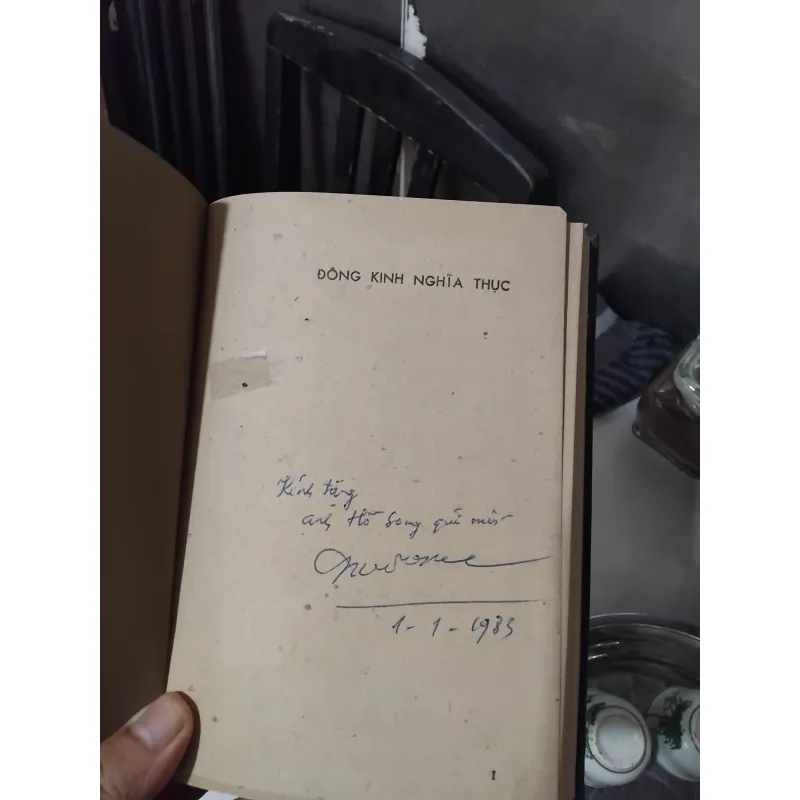 ĐÔNG KINH NGHĨA THỤC
Kính tặng
anh Hồ Song quí mến
1-1-1983
1